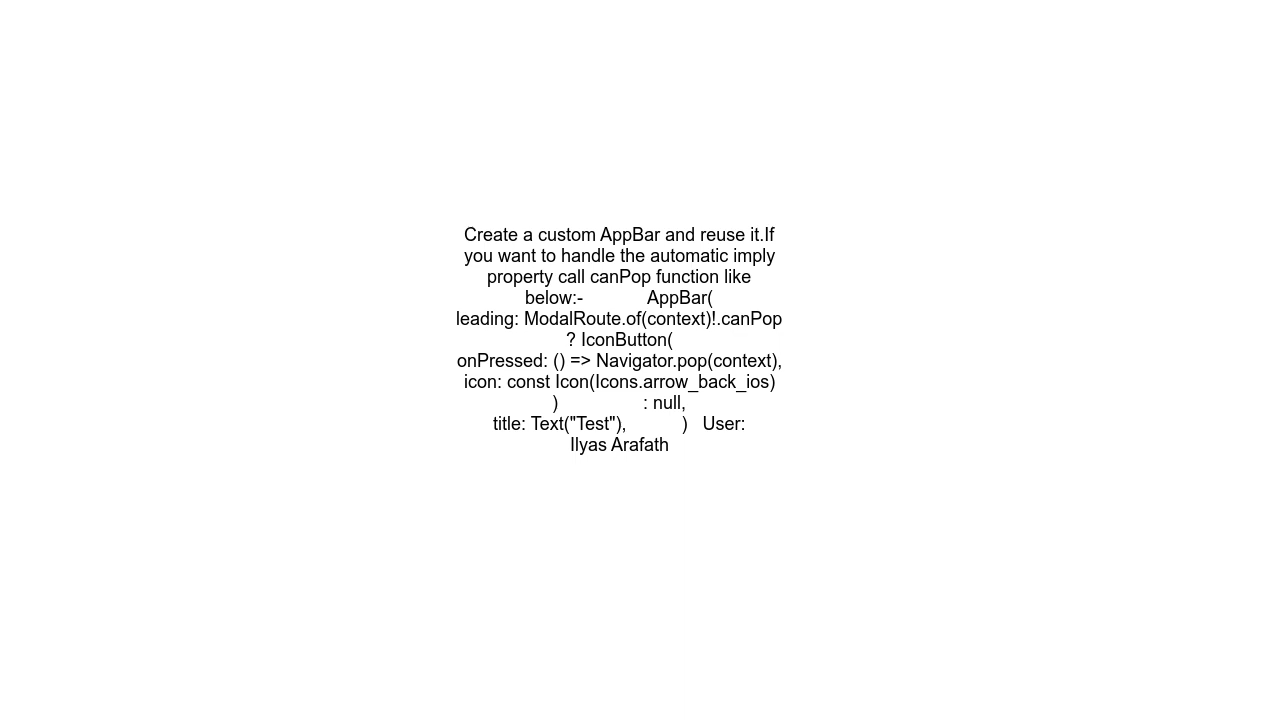 Create a custom AppBar and reuse it.If
you want to handle the automatic imply
property call canPop function like
below:- AppBar(
leading: ModalRoute.of(context)!.canPop
? IconButton(
onPressed: () => Navigator.pop(context),
icon: const Icon(Icons.arrow_back_ios)
) : null,
title: Text("Test"), ) User:
Ilyas Arafath